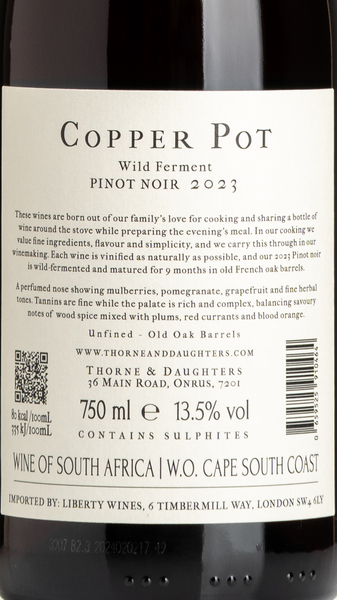 COPPER POT
Wild Ferment
PINOT NOIR 2023
These wines are born out of our family's love for cooking and sharing a bottle of
wine around the stove while preparing the evening's meal. In our cooking we
value fine ingredients, flavour and simplicity, and we carry this through in our
winemaking. Each wine is vinified as naturally as possible, and our 2023 Pinot noir
is wild-fermented and matured for 9 months in old French oak barrels.
A perfumed nose showing mulberries, pomegranate, grapefruit and fine herbal
tones. Tannins are fine while the palate is rich and complex, balancing savoury
notes of wood spice mixed with plums, red currants and blood orange.
Unfined - Old Oak Barrels
WWW.THORNEANDDAUGHTERS.COM
THORNE & DAUGHTERS
36 MAIN ROAD, ONRUS, 7201
80 kcal/100mL
335 kJ/100mL
750 ml e 13.5% vol
CONTAINS SULPHITES
WINE OF SOUTH AFRICA | W.O. CAPE SOUTH COAST
IMPORTED BY: LIBERTY WINES, 6 TIMBERMILL WAY, LONDON SW4 6LY